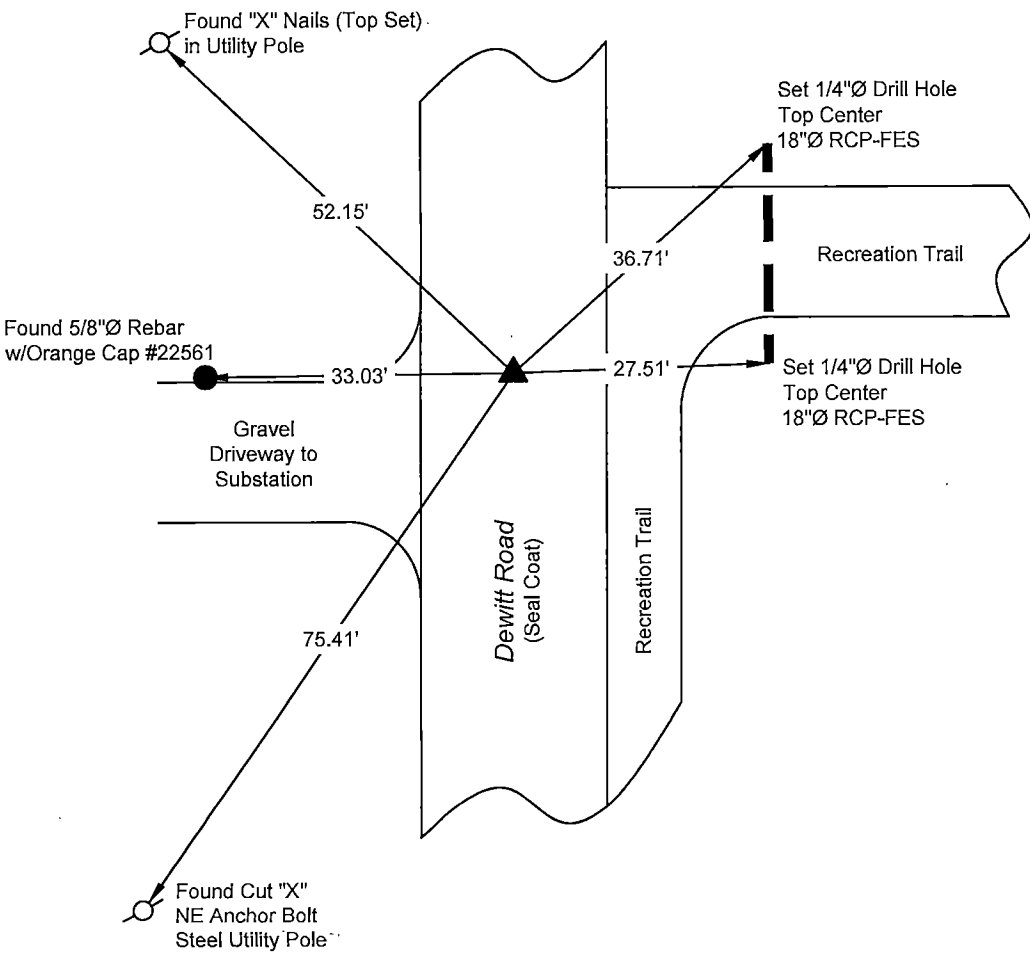 Found "X" Nails (Top Set)
in Utility Pole
Set 1/4"Ø Drill Hole
Top Center
18"Ø RCP-FES
52.15'
36.71'
Recreation Trail
Found 5/8"Ø Rebar
w/Orange Cap #22561
33.03'
27.51'
Set 1/4"Ø Drill Hole
Top Center
18"Ø RCP-FES
Gravel
Driveway to
Substation
Dewitt Road
(Seal Coat)
Recreation Trail
75.41'
Found Cut "X"
NE Anchor Bolt
Steel Utility Pole